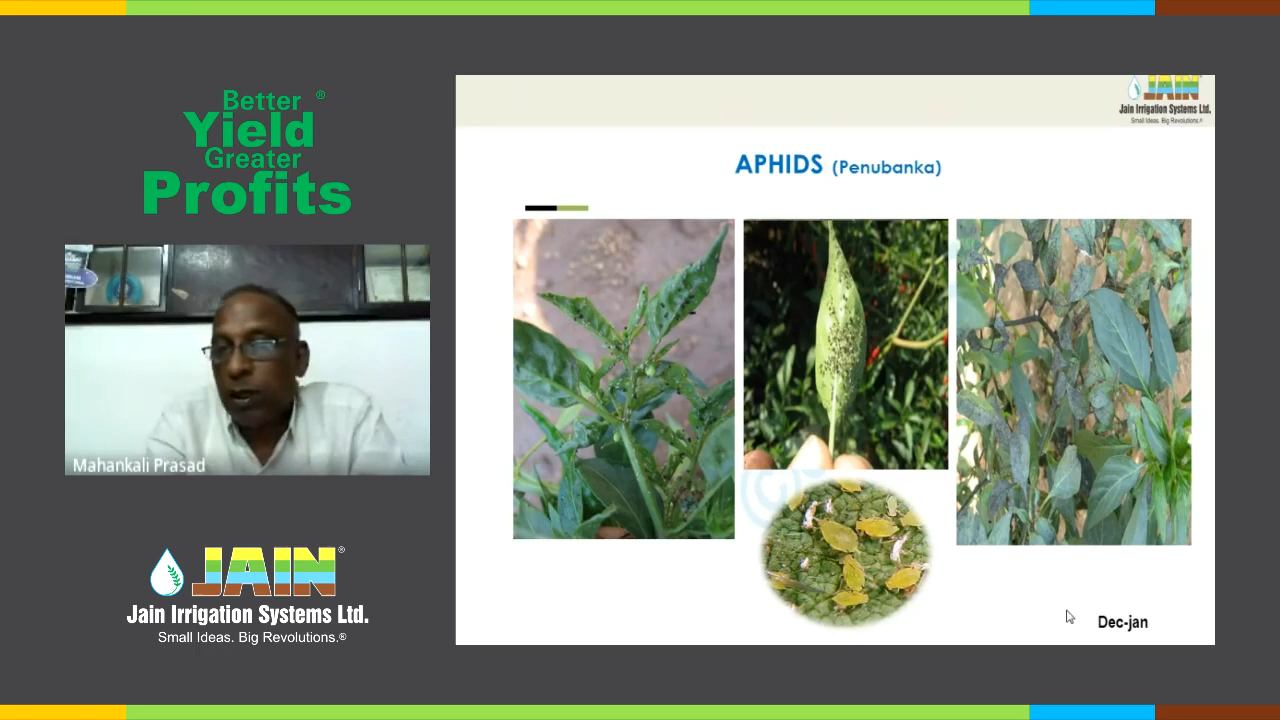 Better ®
Yield
Greater
Profits
Mahankali Prasad
JAIN®
Jain Irrigation Systems Ltd.
Small Ideas. Big Revolutions.®
JAIN
Jain Irrigation Systems Ltd.
Small Ideas. Big Revolutions.®
APHIDS (Penubanka)
Dec-jan